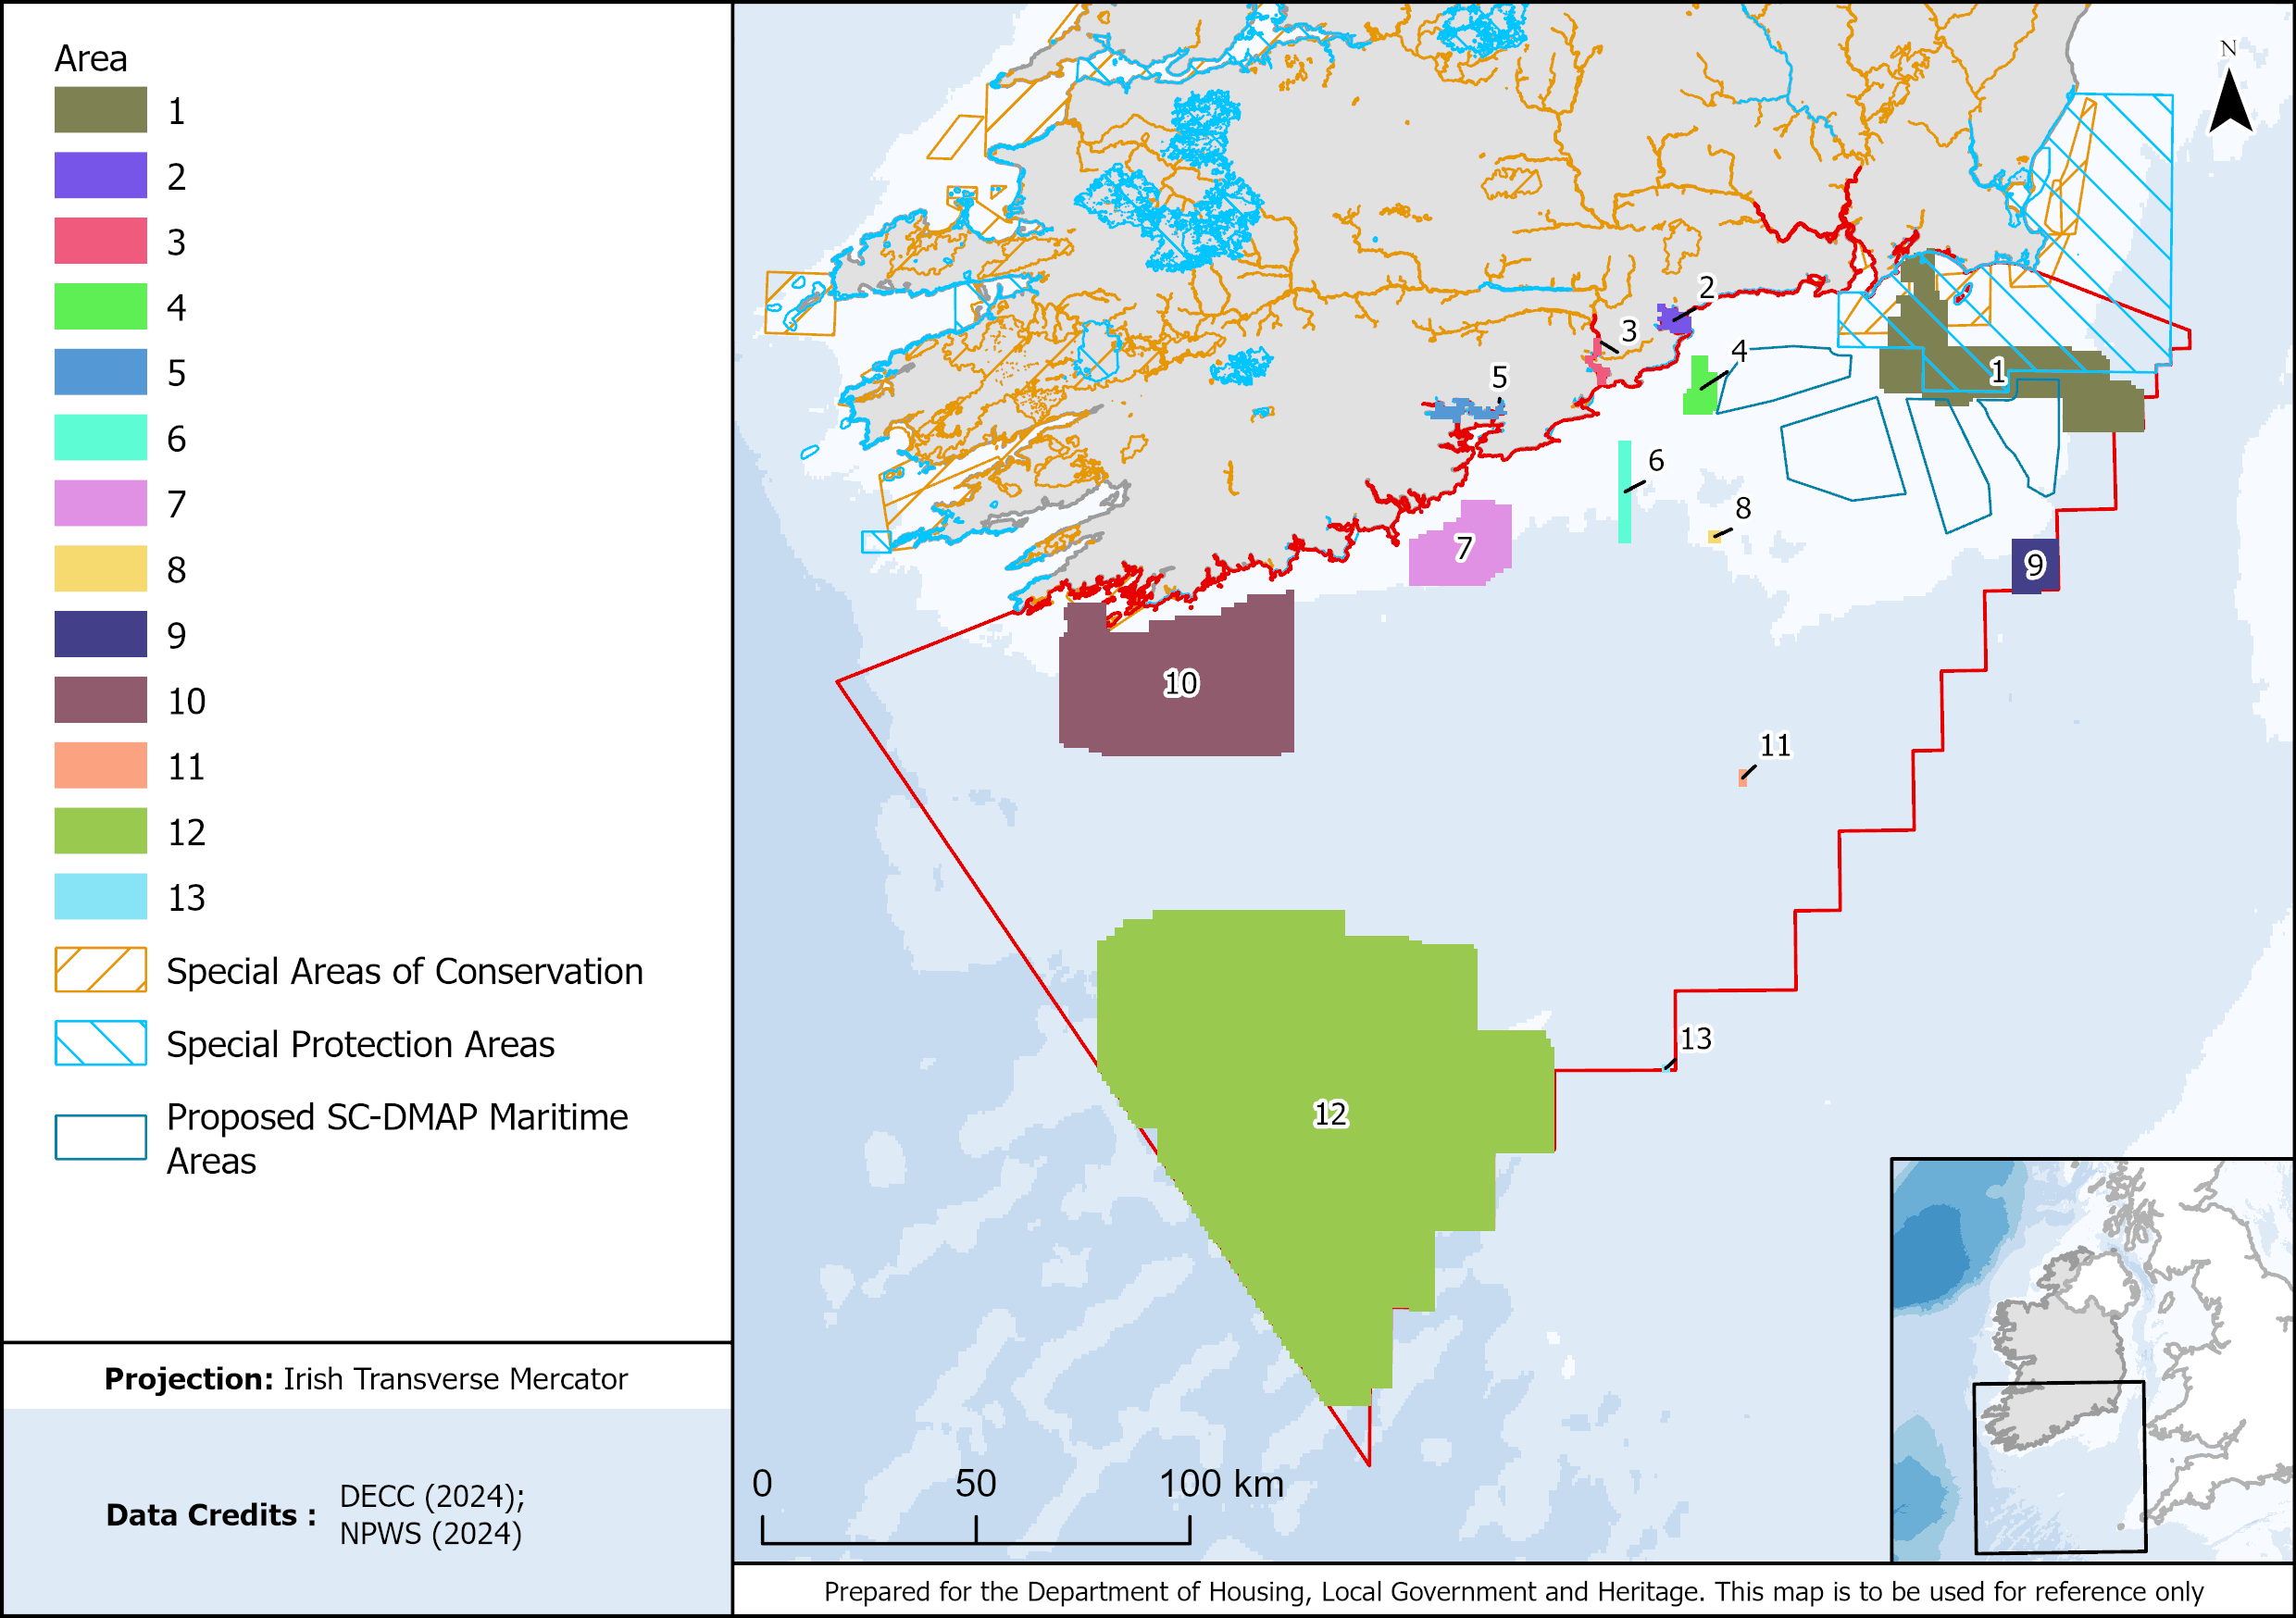 Area
1
2
3
4
5
6
7
8
9
10
11
12
13
Special Areas of Conservation
Special Protection Areas
Proposed SC-DMAP Maritime
Areas
Projection: Irish Transverse Mercator
Data Credits :
DECC (2024);
NPWS (2024)
N
2
3
4
1
5
6
8
7
9
10
11
13
12
0 50 100 km
Prepared for the Department of Housing, Local Government and Heritage. This map is to be used for reference only